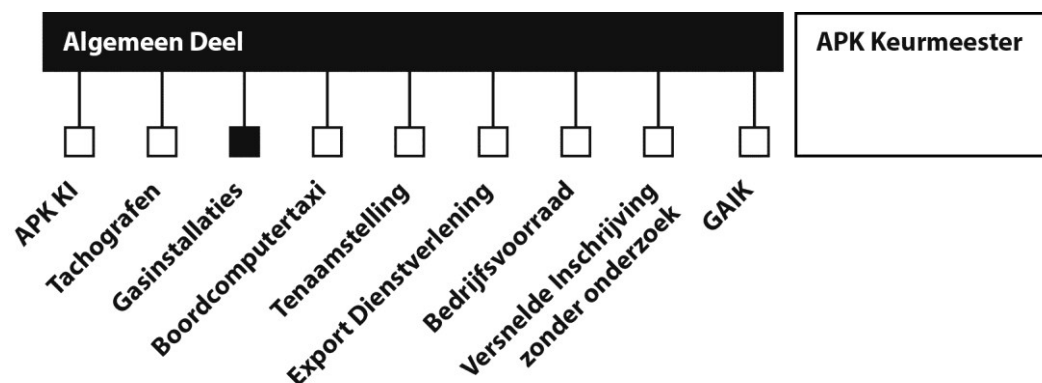 Algemeen Deel
APK Keurmeester
APK KI
Tachografen
Gasinstallaties
Boordcomputertaxi
Tenaamstelling
Export Dienstverlening
Bedrijfsvoorraad
Versnelde Inschrijving
zonder onderzoek
GAIK